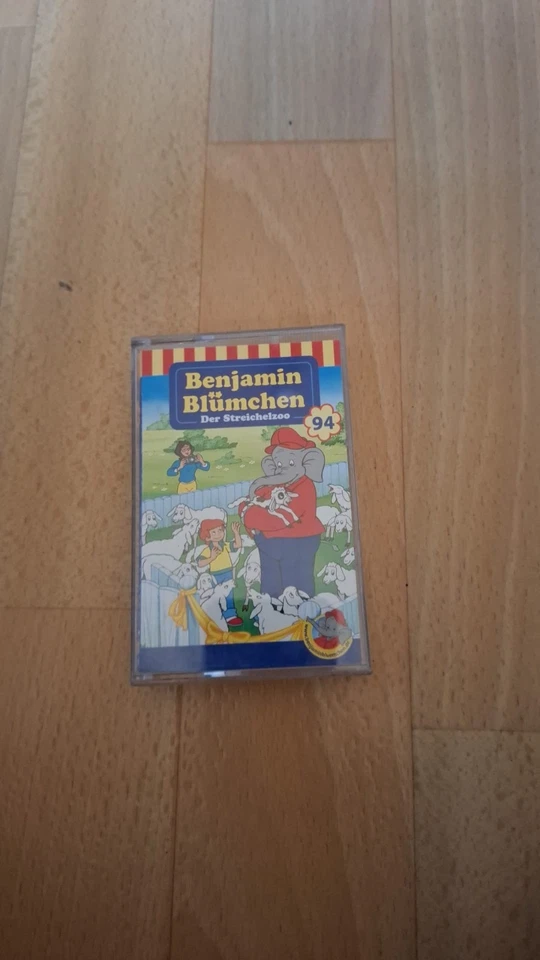 Benjamin
Blümchen
Der Streichelzoo
94